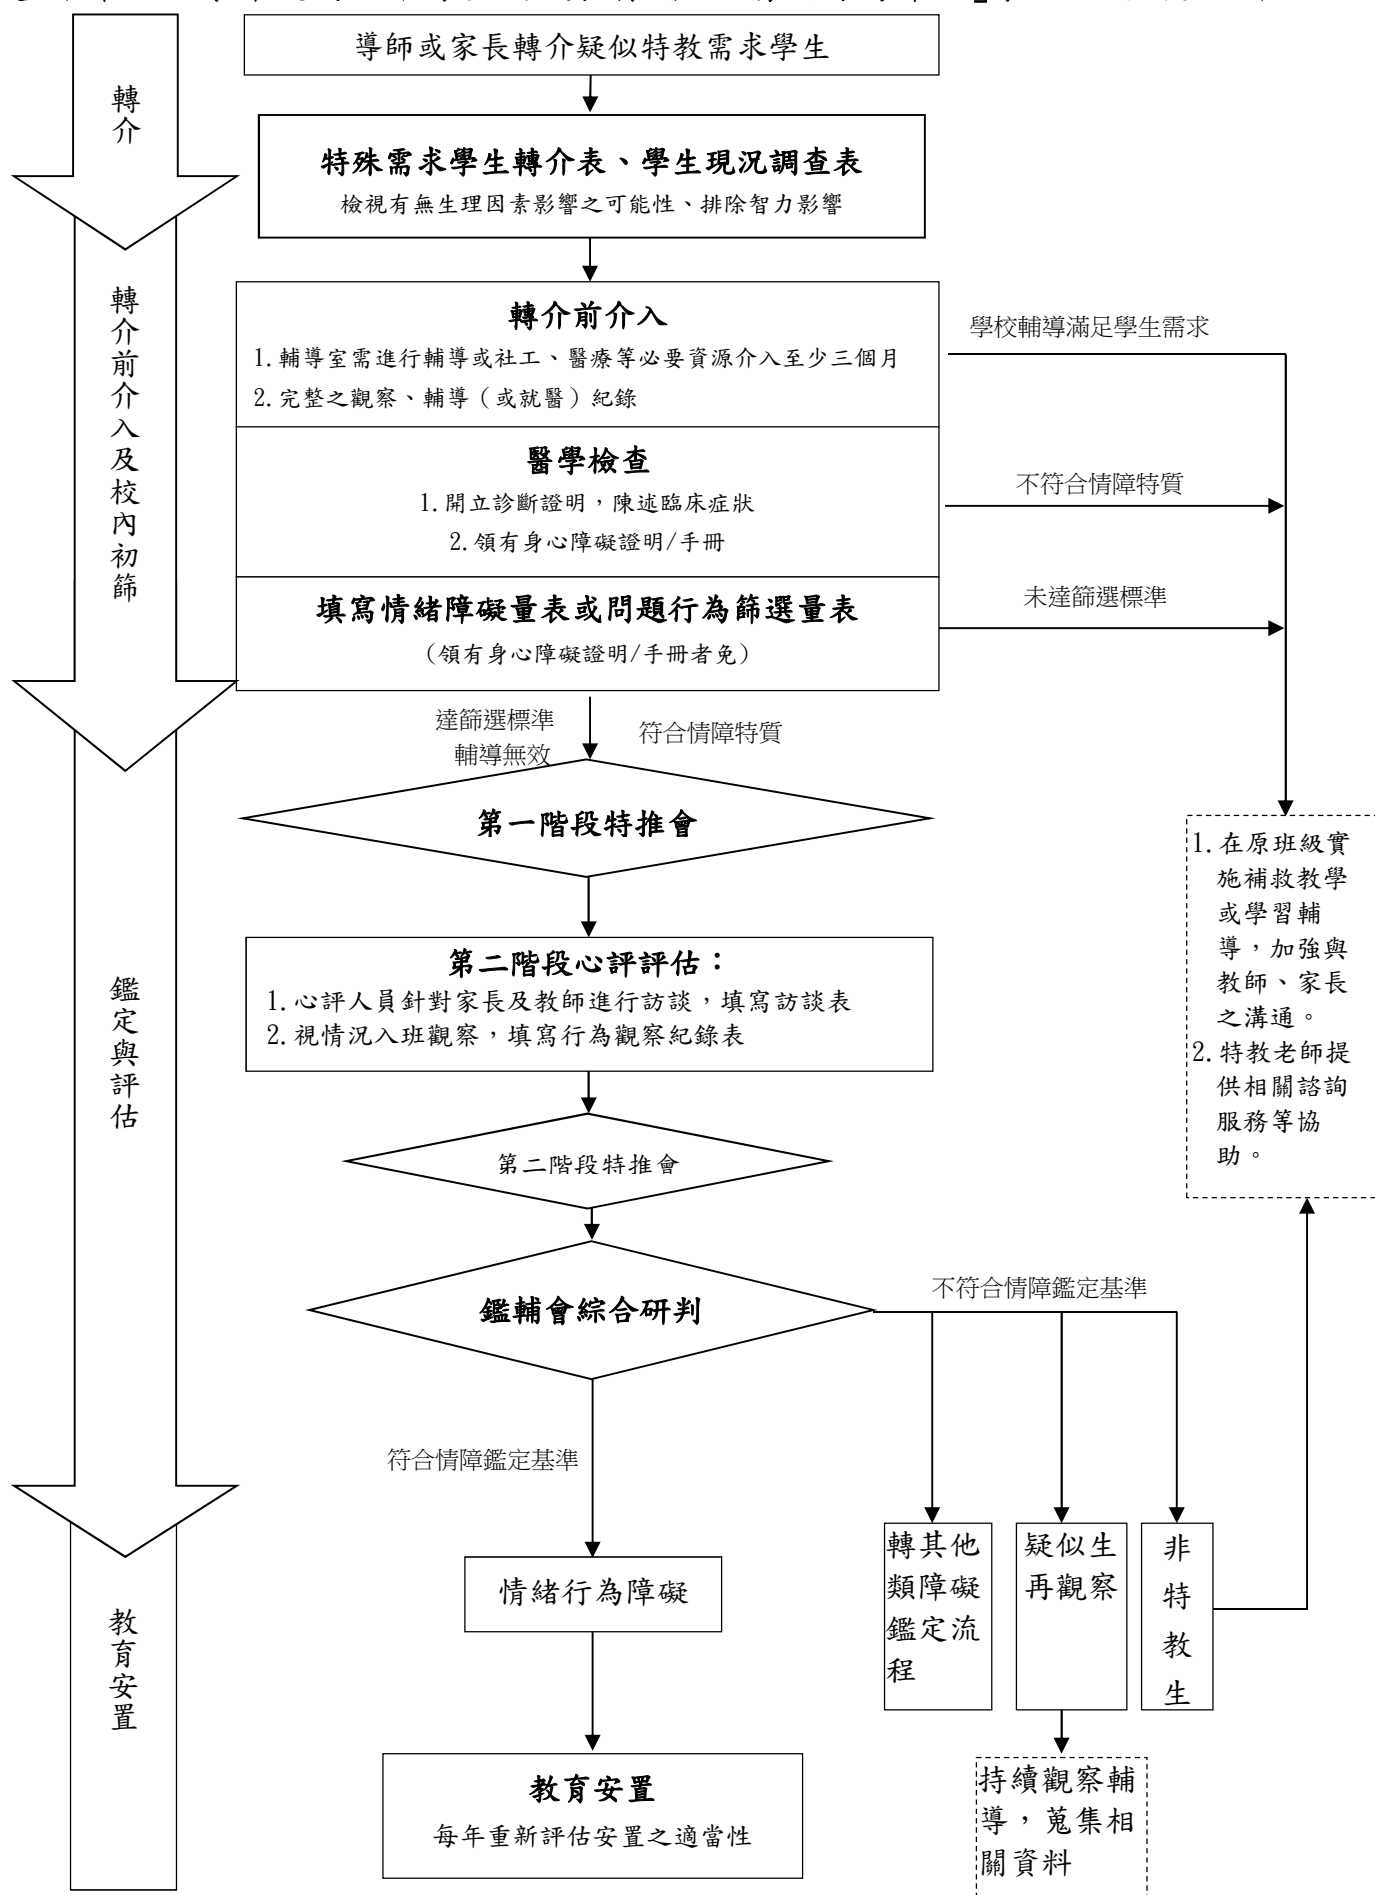 導師或家長轉介疑似特教需求學生
轉介
特殊需求學生轉介表、學生現況調查表
檢視有無生理因素影響之可能性、排除智力影響
轉介前介入及校內初篩
轉介前介入
1.輔導室需進行輔導或社工、醫療等必要資源介入至少三個月
2.完整之觀察、輔導（或就醫）紀錄
學校輔導滿足學生需求
醫學檢查
1.開立診斷證明，陳述臨床症狀
2.領有身心障礙證明/手冊
不符合情障特質
填寫情緒障礙量表或問題行為篩選量表
（領有身心障礙證明/手冊者免）
未達篩選標準
達篩選標準
輔導無效
符合情障特質
第一階段特推會
1.在原班級實
施補救教學
或學習輔
導，加強與
教師、家長
之溝通。
2.特教老師提
供相關諮詢
服務等協
助。
鑑定與評估
第二階段心評評估：
1.心評人員針對家長及教師進行訪談，填寫訪談表
2.視情況入班觀察，填寫行為觀察紀錄表
第二階段特推會
鑑輔會綜合研判
不符合情障鑑定基準
符合情障鑑定基準
情緒行為障礙
轉其他
類障礙
鑑定流
程
疑似生
再觀察
非
特
教
生
教育安置
教育安置
每年重新評估安置之適當性
持續觀察輔
導，蒐集相
關資料